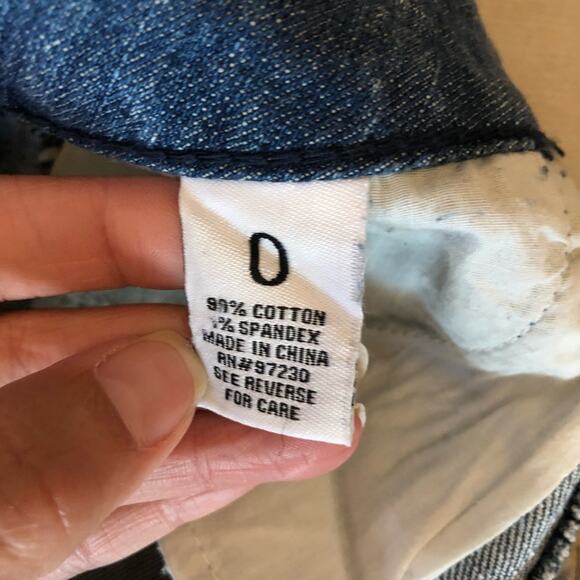 0
99% COTTON
1% SPANDEX
MADE IN CHINA
RN#97230
SEE REVERSE
FOR CARE